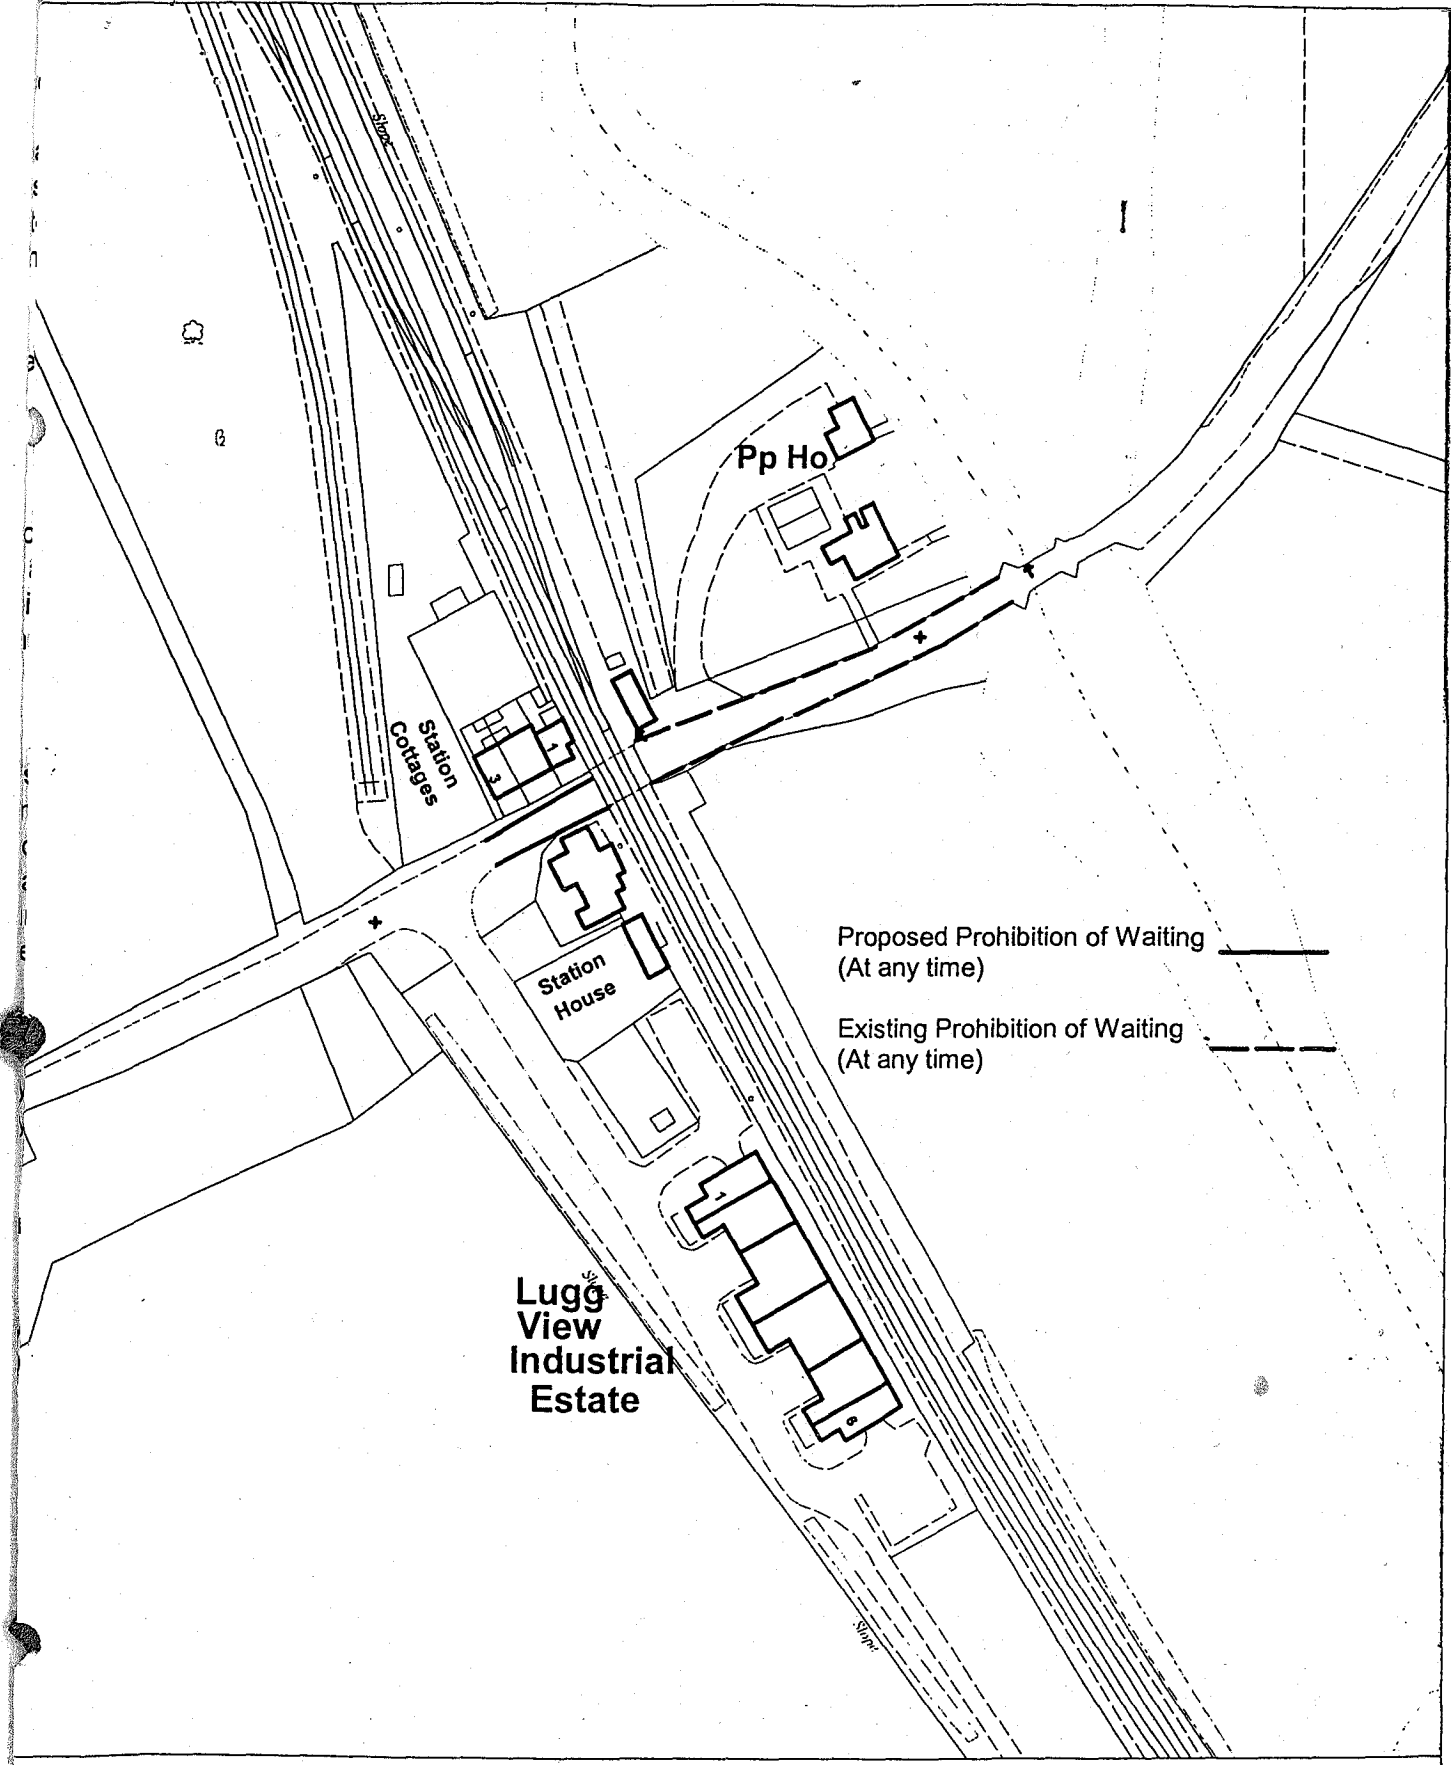 Slope
Pp Ho
Station
Cottages
1
3
Proposed Prohibition of Waiting
(At any time)
Station
House
Existing Prohibition of Waiting
(At any time)
1
Lugg
View
Industrial
Estate
Slope
6
Slope